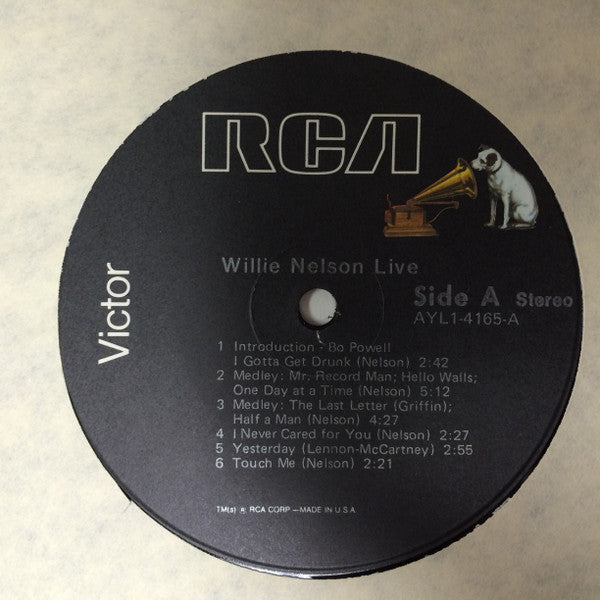 RCA
Victor
Willie Nelson Live
Side A Stereo
AYL1-4165-A
1 Introduction - Bo Powell
I Gotta Get Drunk (Nelson) 2:42
2 Medley: Mr. Record Man; Hello Walls;
One Day at a Time (Nelson) 5:12
3 Medley: The Last Letter (Griffin);
Half a Man (Nelson) 4:27
4 I Never Cared for You (Nelson) 2:27
5 Yesterday (Lennon-McCartney) 2:55
6 Touch Me (Nelson) 2:21
TM(s) ® RCA CORP —MADE IN U.S.A.